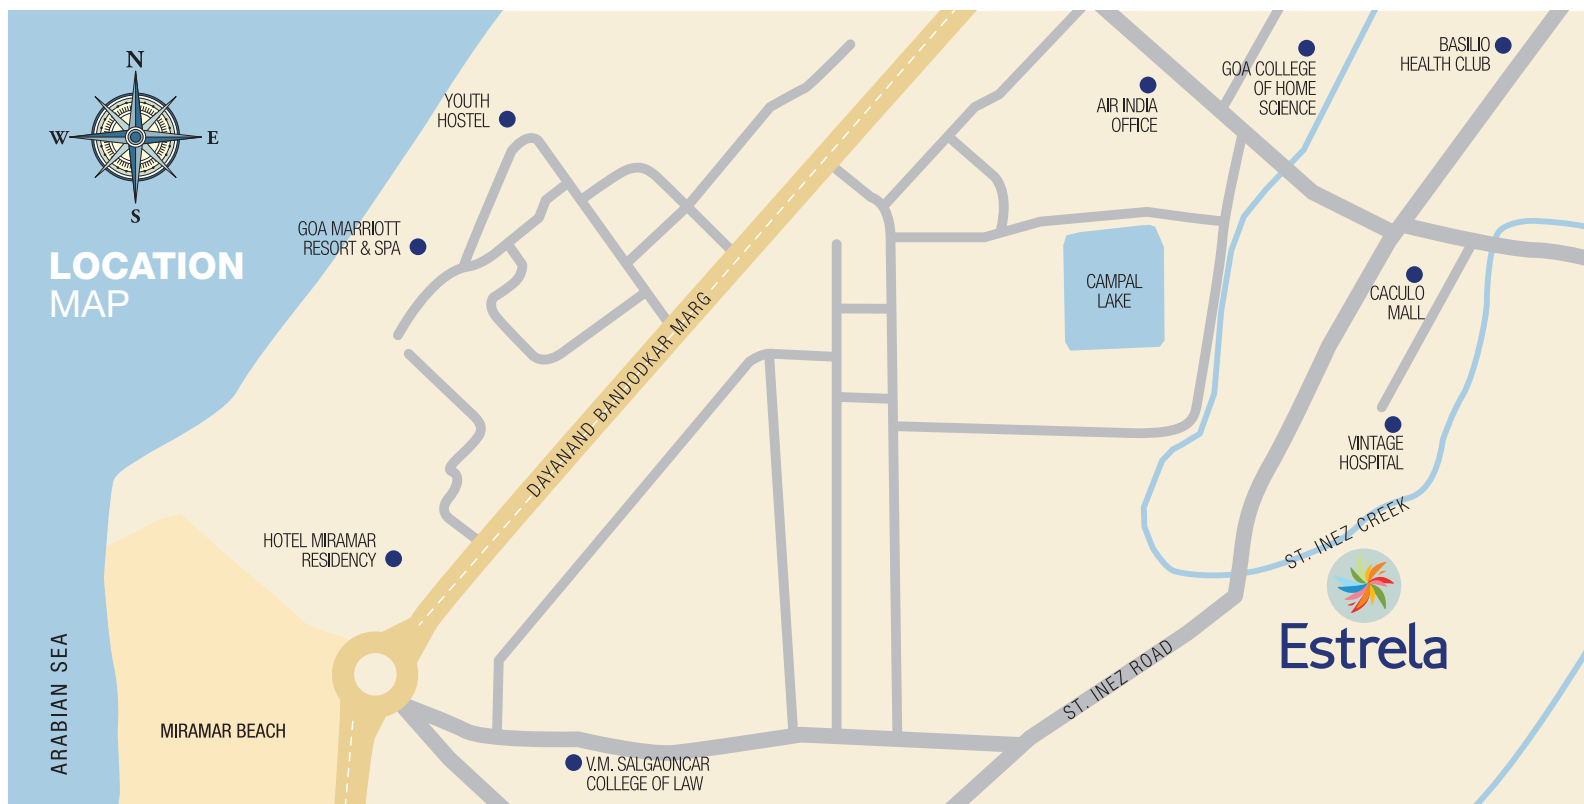 N
W
E
S
LOCATION
MAP
YOUTH
HOSTEL
GOA MARRIOTT
RESORT & SPA
AIR INDIA
OFFICE
GOA COLLEGE
OF HOME
SCIENCE
BASILIO
HEALTH CLUB
CAMPAL
LAKE
CACULO
MALL
DAYANAND BANDODKAR MARG
VINTAGE
HOSPITAL
HOTEL MIRAMAR
RESIDENCY
ST. INEZ CREEK
Estrela
ST. INEZ ROAD
ARABIAN SEA
MIRAMAR BEACH
V.M. SALGAONCAR
COLLEGE OF LAW